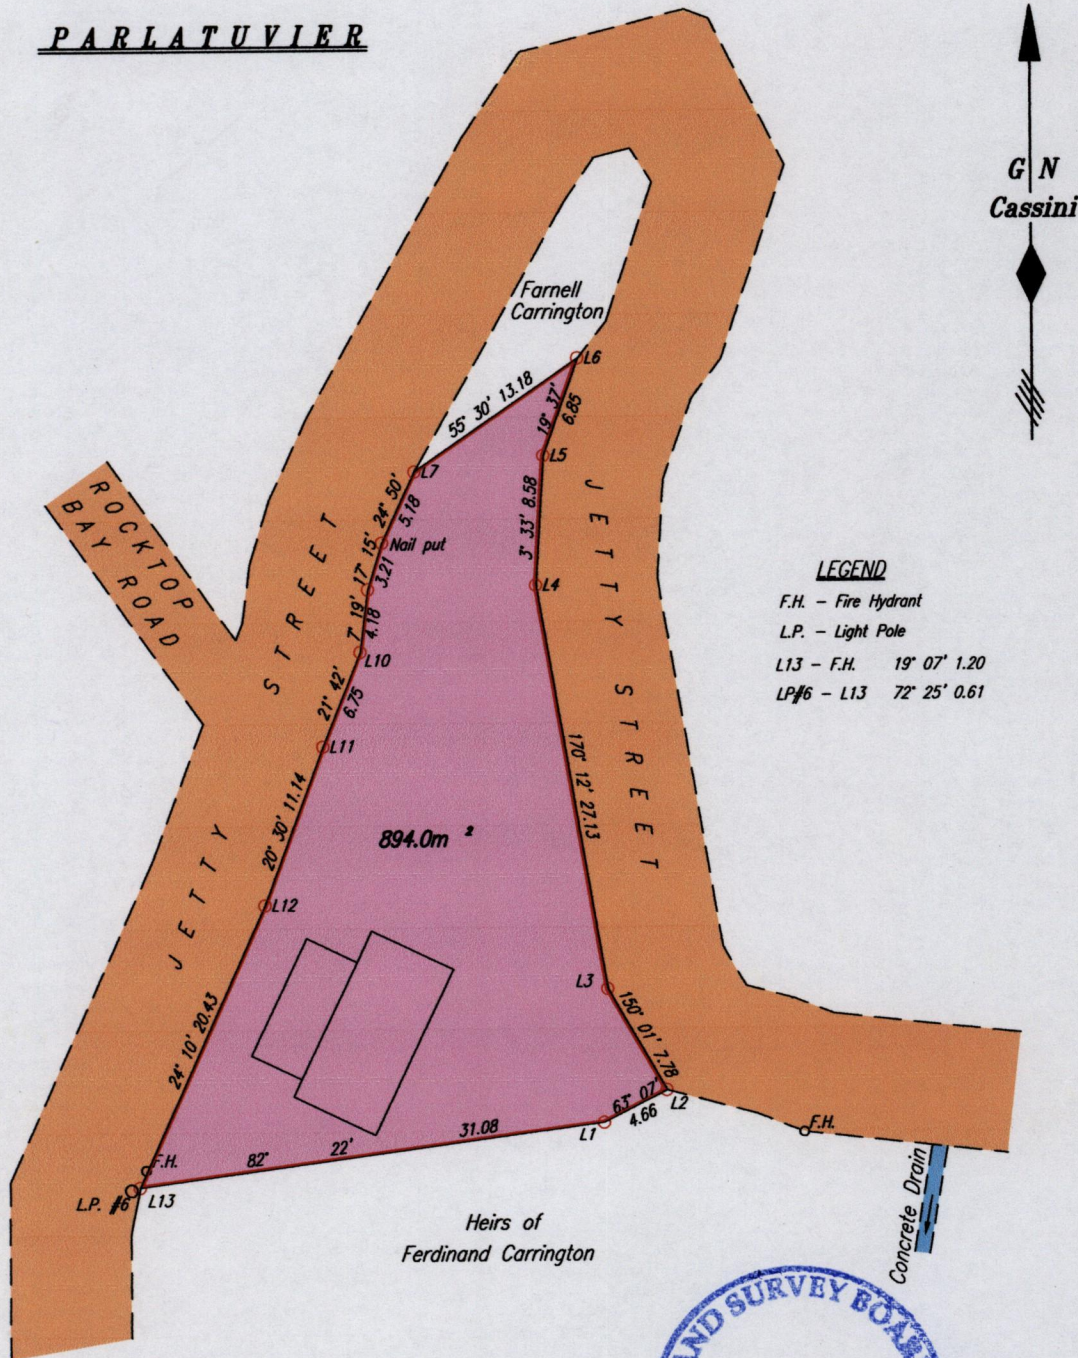 PARLATUVIER
G N
Cassini
Farnell
Carrington
L6
55° 30' 13.18
19° 37'
6.85
L7
L5
24° 50'
5.18
3° 33' 8.58
Nail put
17° 15'
3.21
L4
7° 19'
4.18
L10
21° 42'
6.75
L11
JETTY STREET
ROCKTOP
BAY ROAD
JETTY STREET
LEGEND
F.H. – Fire Hydrant
L.P. – Light Pole
L13 – F.H. 19° 07' 1.20
LP#6 – L13 72° 25' 0.61
170° 12' 27.13
20° 30' 11.14
894.0m ²
L12
L3
150° 01' 7.78
24° 10' 20.43
L2
63° 07'
4.66
L1
31.08
22'
82°
F.H.
F.H.
L.P. #6
L13
Heirs of
Ferdinand Carrington
Concrete Drain
AND SURVEY BOA